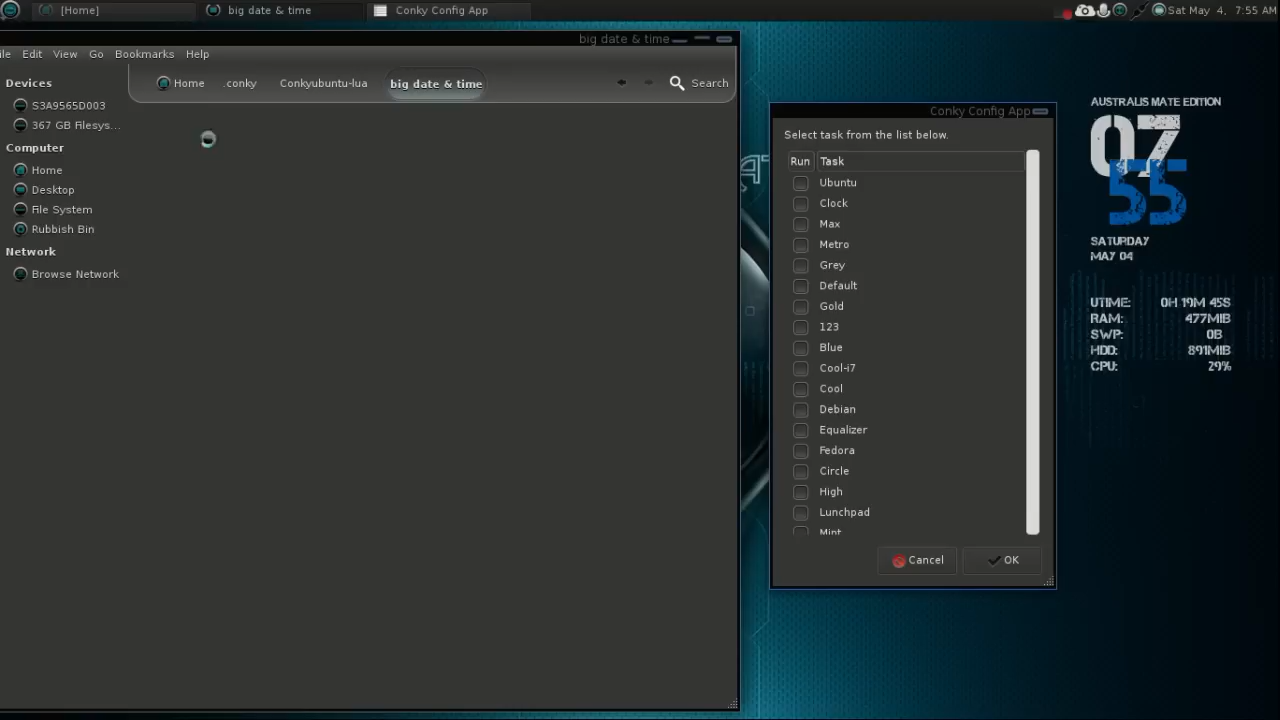 [Home]
big date & time
Conky Config App
Sat May 4, 7:55 AM
big date & time
ile Edit View Go Bookmarks Help
Home .conky Conkyubuntu-lua big date & time Search
Devices
S3A9565D003
367 GB Filesys...
Computer
Home
Desktop
File System
Rubbish Bin
Network
Browse Network
Conky Config App
Select task from the list below.
Run Task
Ubuntu
Clock
Max
Metro
Grey
Default
Gold
123
Blue
Cool-i7
Cool
Debian
Equalizer
Fedora
Circle
High
Lunchpad
Mint
Cancel OK
AUSTRALIS MATE EDITION
07
55
SATURDAY
MAY 04
UTIME: 0H 19M 45S
RAM: 477MIB
SWP: 0B
HDD: 891MIB
CPU: 29%